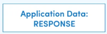 Application Data:
RESPONSE